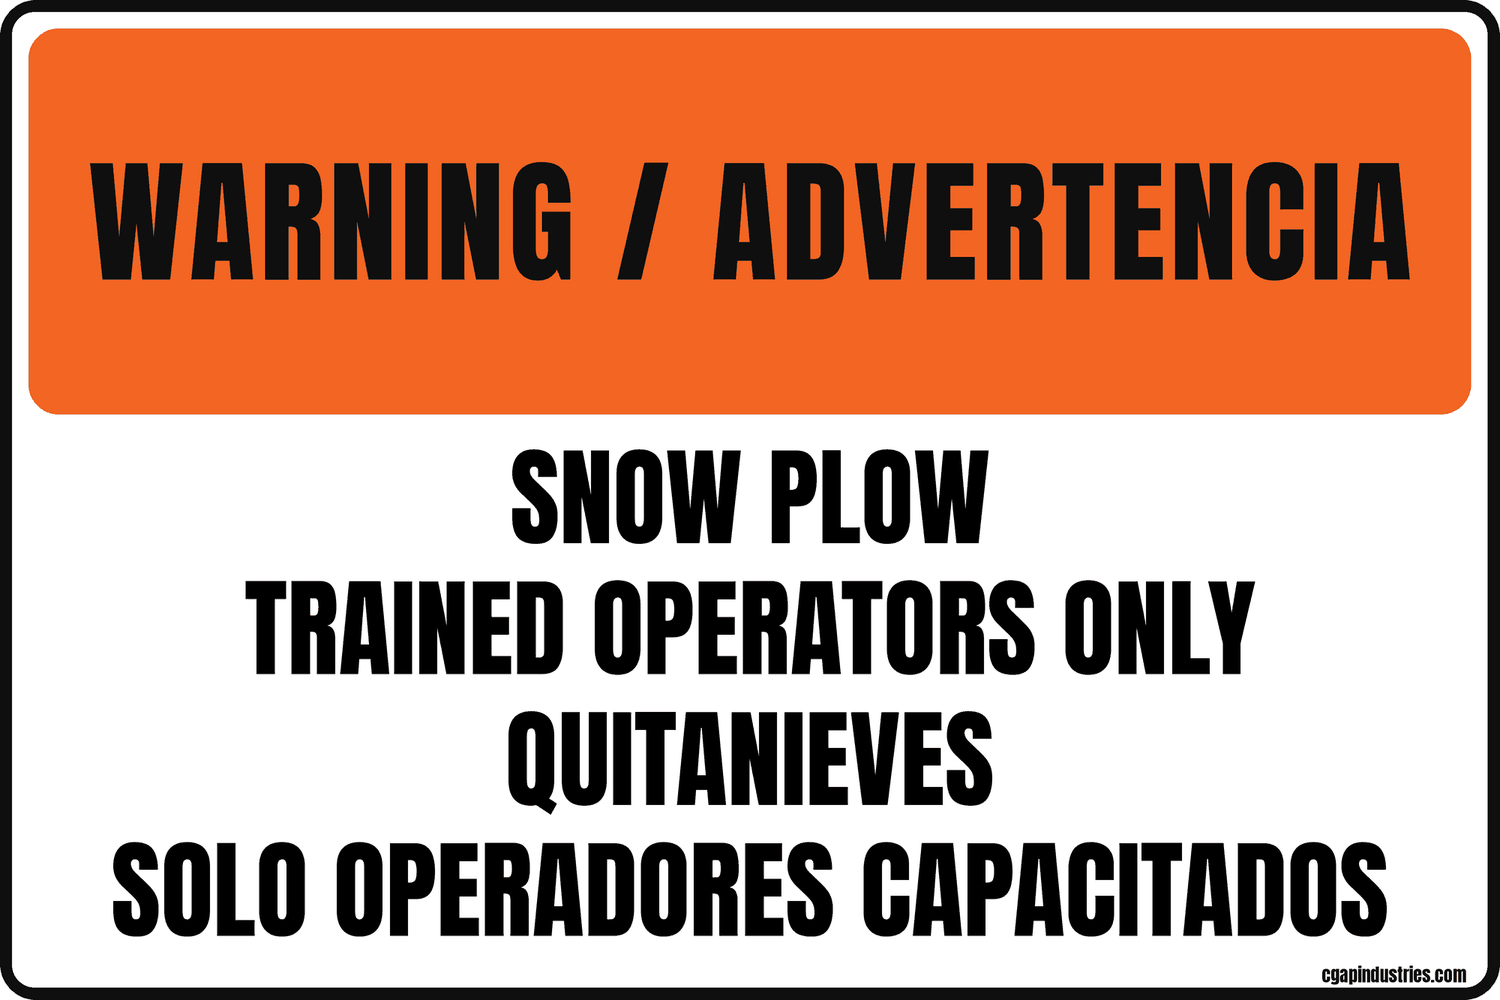 WARNING / ADVERTENCIA
SNOW PLOW
TRAINED OPERATORS ONLY
QUITANIEVES
SOLO OPERADORES CAPACITADOS
cgapindustries.com